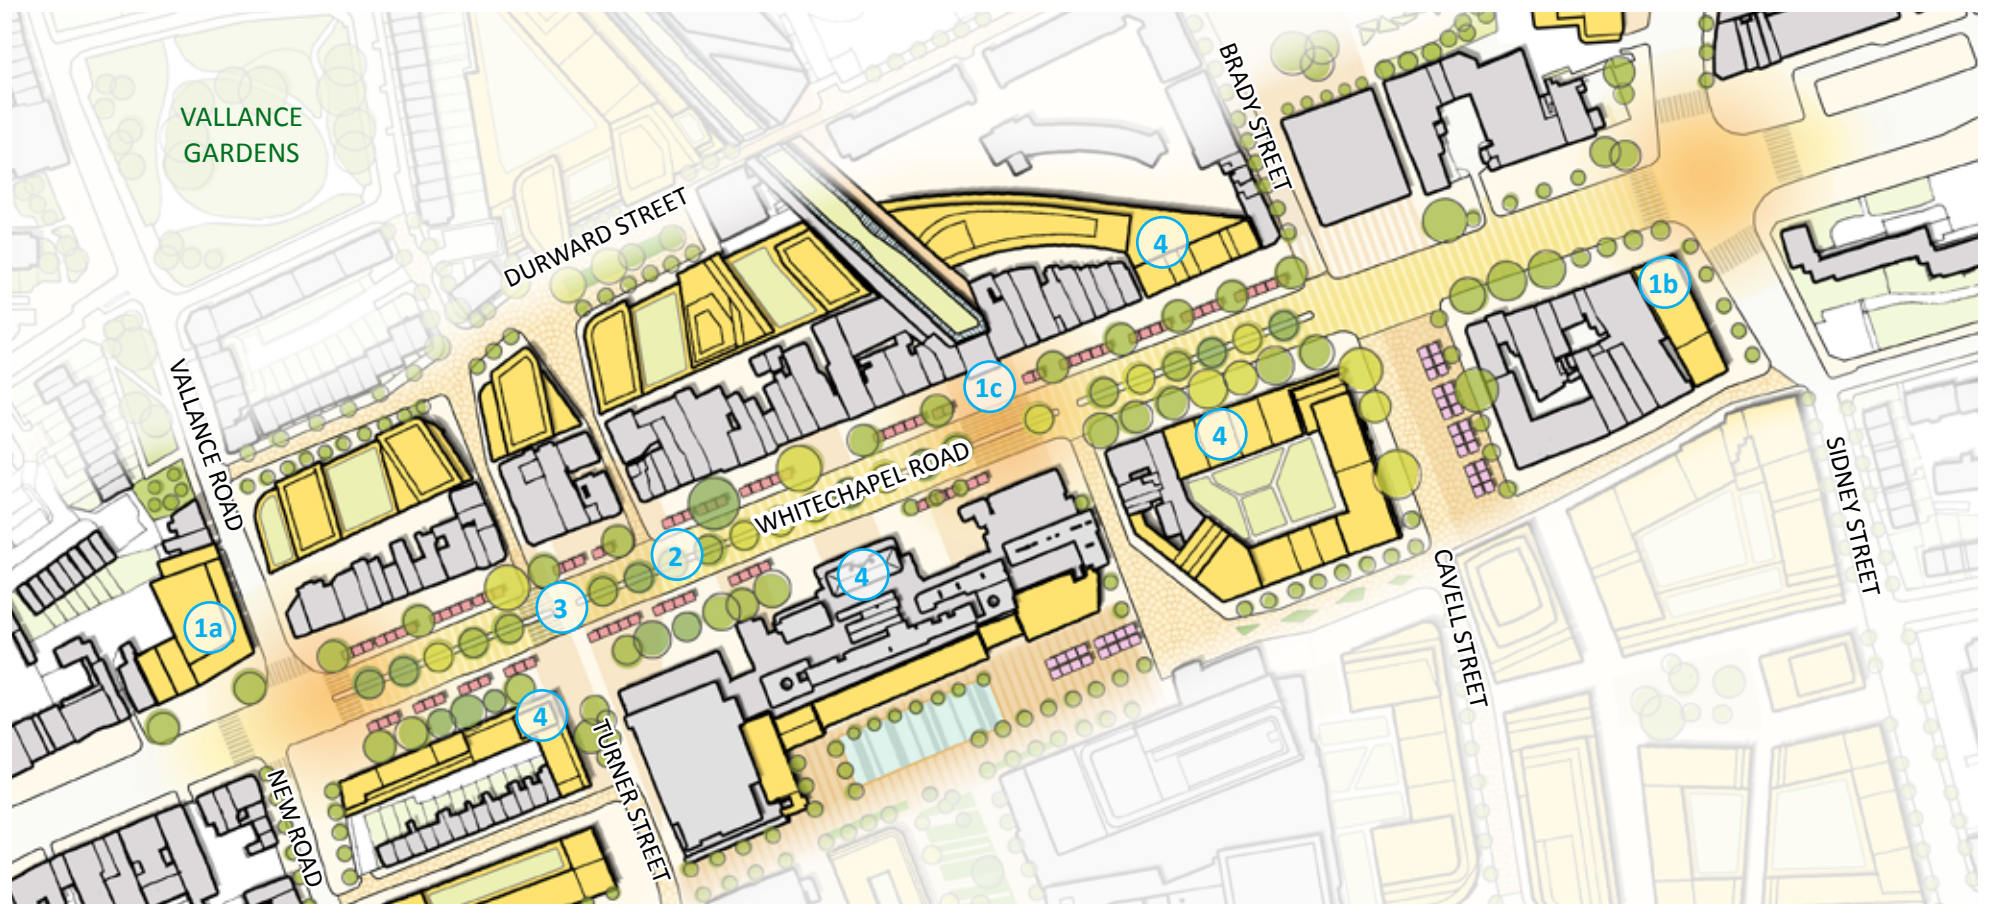 VALLANCE
GARDENS
DURWARD STREET
BRADY STREET
4
1b
VALLANCE ROAD
1c
4
WHITECHAPEL ROAD
SIDNEY STREET
2
4
3
1a
CAVELL STREET
4
TURNER STREET
NEW ROAD